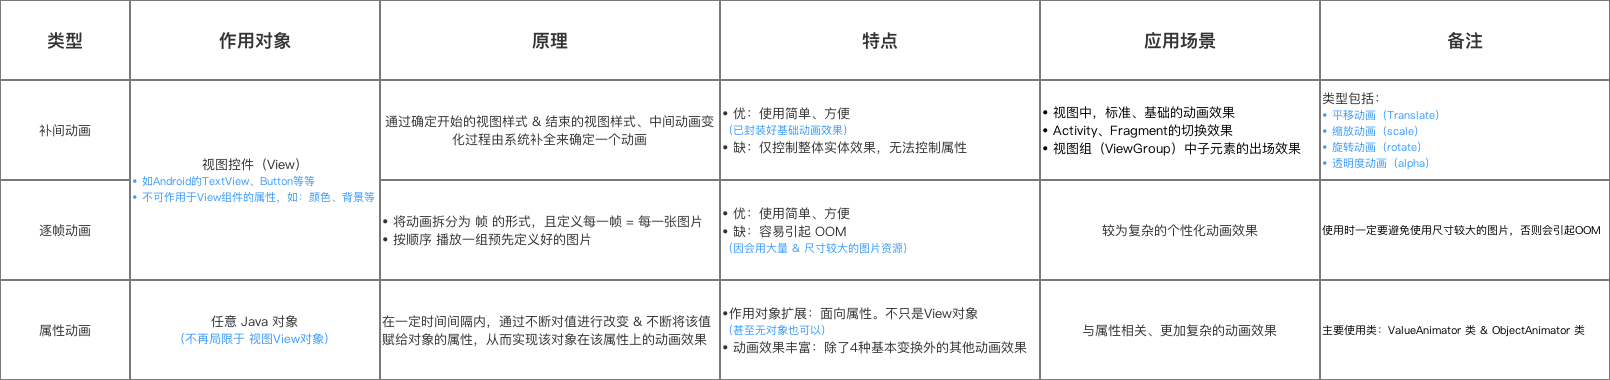 类型
作用对象
原理
特点
应用场景
备注
补间动画
视图控件（View）
• 如Android的TextView、Button等等
• 不可作用于View组件的属性，如：颜色、背景等
通过确定开始的视图样式 & 结束的视图样式、中间动画变
化过程由系统补全来确定一个动画
• 优：使用简单、方便
（已封装好基础动画效果）
• 缺：仅控制整体实体效果，无法控制属性
• 视图中，标准、基础的动画效果
• Activity、Fragment的切换效果
• 视图组（ViewGroup）中子元素的出场效果
类型包括：
• 平移动画（Translate）
• 缩放动画（scale）
• 旋转动画（rotate）
• 透明度动画（alpha）
逐帧动画
• 将动画拆分为 帧 的形式，且定义每一帧 = 每一张图片
• 按顺序 播放一组预先定义好的图片
• 优：使用简单、方便
• 缺：容易引起 OOM
（因会用大量 & 尺寸较大的图片资源）
较为复杂的个性化动画效果
使用时一定要避免使用尺寸较大的图片，否则会引起OOM
属性动画
任意 Java 对象
（不再局限于 视图View对象）
在一定时间间隔内，通过不断对值进行改变 & 不断将该值
赋给对象的属性，从而实现该对象在该属性上的动画效果
•作用对象扩展：面向属性。不只是View对象
（甚至无对象也可以）
• 动画效果丰富：除了4种基本变换外的其他动画效果
与属性相关、更加复杂的动画效果
主要使用类：ValueAnimator 类 & ObjectAnimator 类